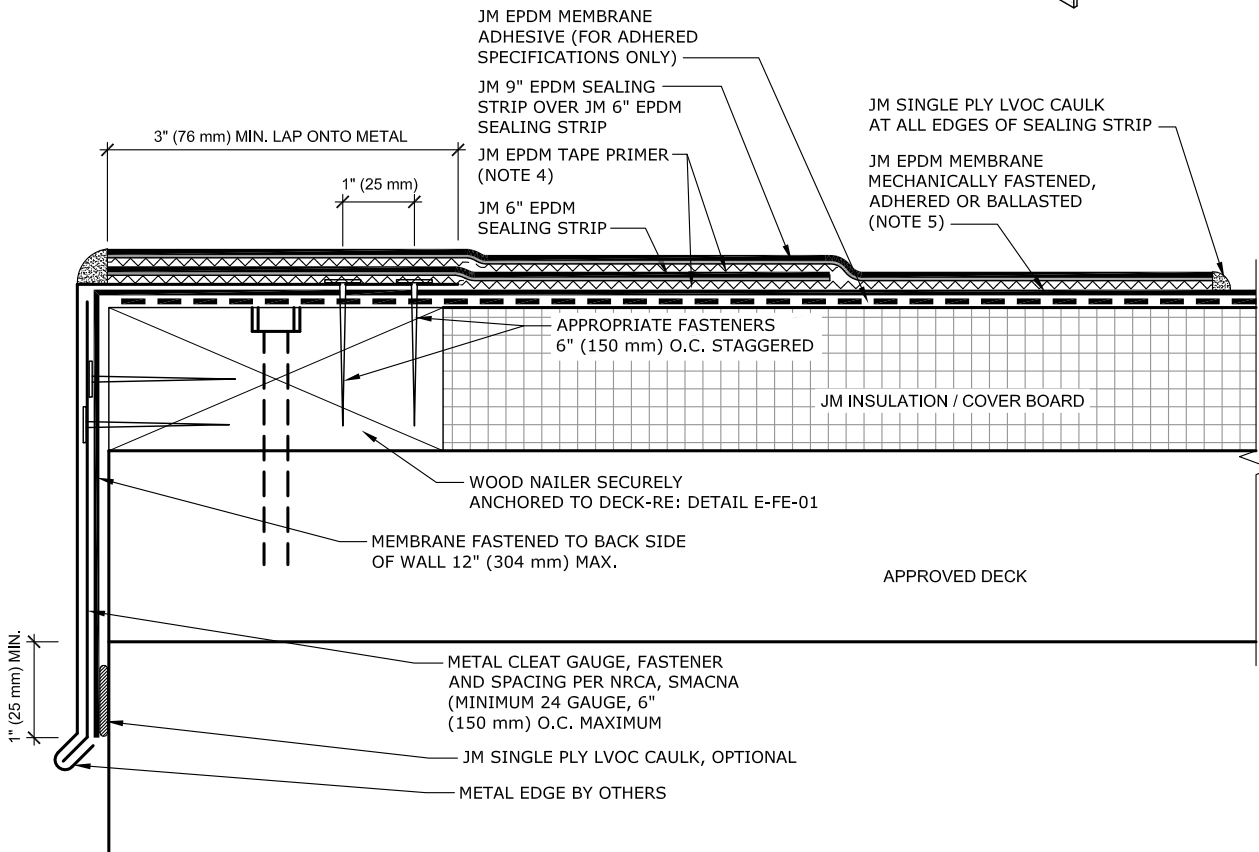 JM EPDM MEMBRANE
ADHESIVE (FOR ADHERED
SPECIFICATIONS ONLY)
JM 9" EPDM SEALING
STRIP OVER JM 6" EPDM
SEALING STRIP
JM EPDM TAPE PRIMER
(NOTE 4)
JM 6" EPDM
SEALING STRIP
JM SINGLE PLY LVOC CAULK
AT ALL EDGES OF SEALING STRIP
JM EPDM MEMBRANE
MECHANICALLY FASTENED,
ADHERED OR BALLASTED
(NOTE 5)
3" (76 mm) MIN. LAP ONTO METAL
1" (25 mm)
APPROPRIATE FASTENERS
6" (150 mm) O.C. STAGGERED
JM INSULATION / COVER BOARD
WOOD NAILER SECURELY
ANCHORED TO DECK-RE: DETAIL E-FE-01
MEMBRANE FASTENED TO BACK SIDE
OF WALL 12" (304 mm) MAX.
APPROVED DECK
1" (25 mm) MIN.
METAL CLEAT GAUGE, FASTENER
AND SPACING PER NRCA, SMACNA
(MINIMUM 24 GAUGE, 6"
(150 mm) O.C. MAXIMUM
JM SINGLE PLY LVOC CAULK, OPTIONAL
METAL EDGE BY OTHERS